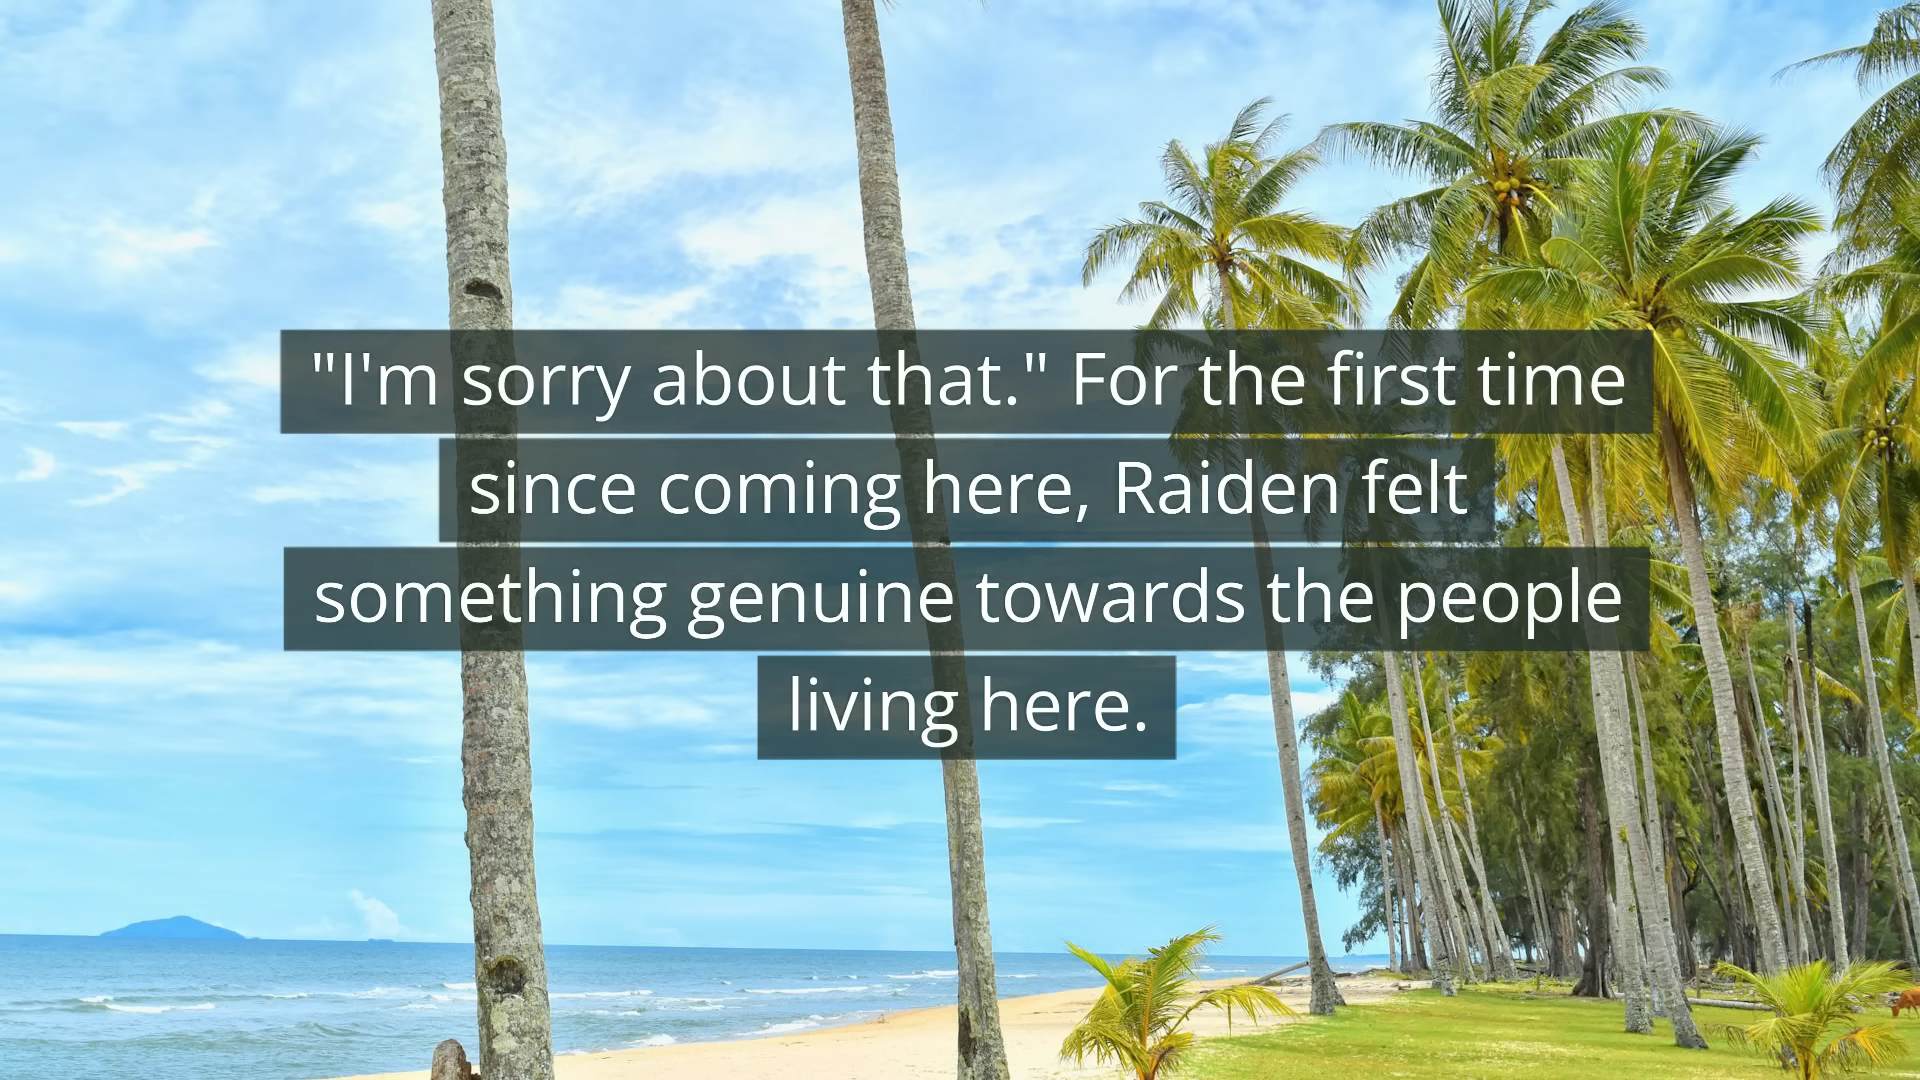 "I'm sorry about that." For the first time
since coming here, Raiden felt
something genuine towards the people
living here.